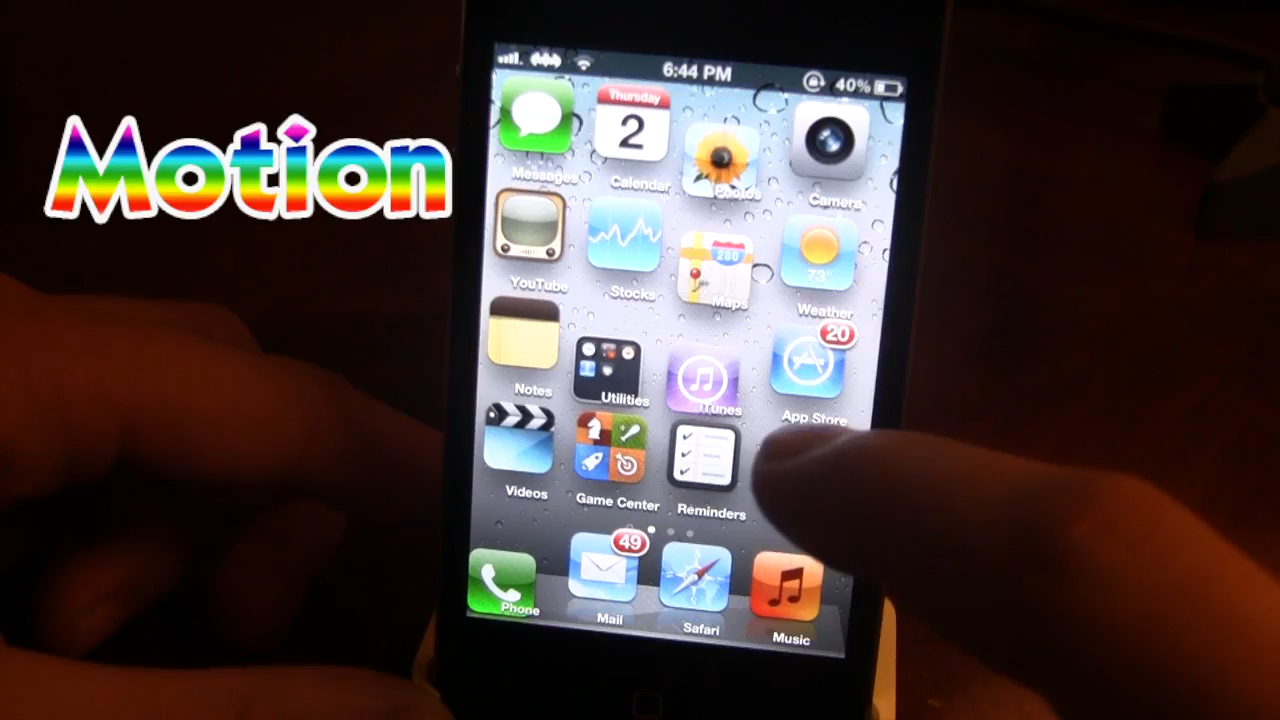 Motion
6:44 PM
40%
Thursday
2
Messages
Calendar
Photos
Camera
280
73°
YouTube
Stocks
Maps
Weather
20
Notes
Utilities
iTunes
App Store
Videos
Game Center
Reminders
49
Phone
Mail
Safari
Music